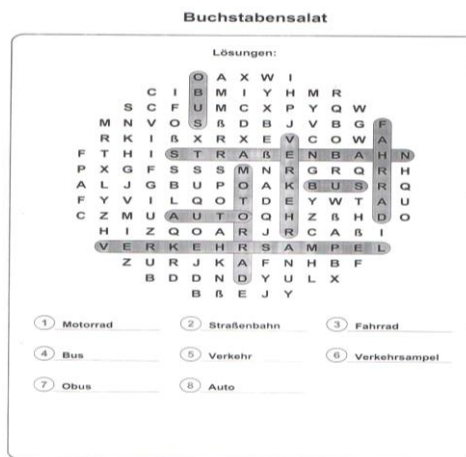 Buchstabensalat
Lösungen:
O A X W I
C I B M I Y H M R
S C F U M C X P Y Q W
M N V O S ß D B J V B G F
R K I ß X R X E V C O W A
F T H I S T R A ß E N B A H N
P X G F S S S M N R G R Q R H
A L J G B U P O A K B U S R Q
F Y V I L Q O T D E Y W T A U
C Z M U A U T O Q H Z ß H D O
H I Z Q O A R J R C A ß I
V E R K E H R S A M P E L
Z U R J K A F N H B F
B D D N D Y U L X
B ß E J Y
1 Motorrad 2 Straßenbahn 3 Fahrrad
4 Bus 5 Verkehr 6 Verkehrsampel
7 Obus 8 Auto